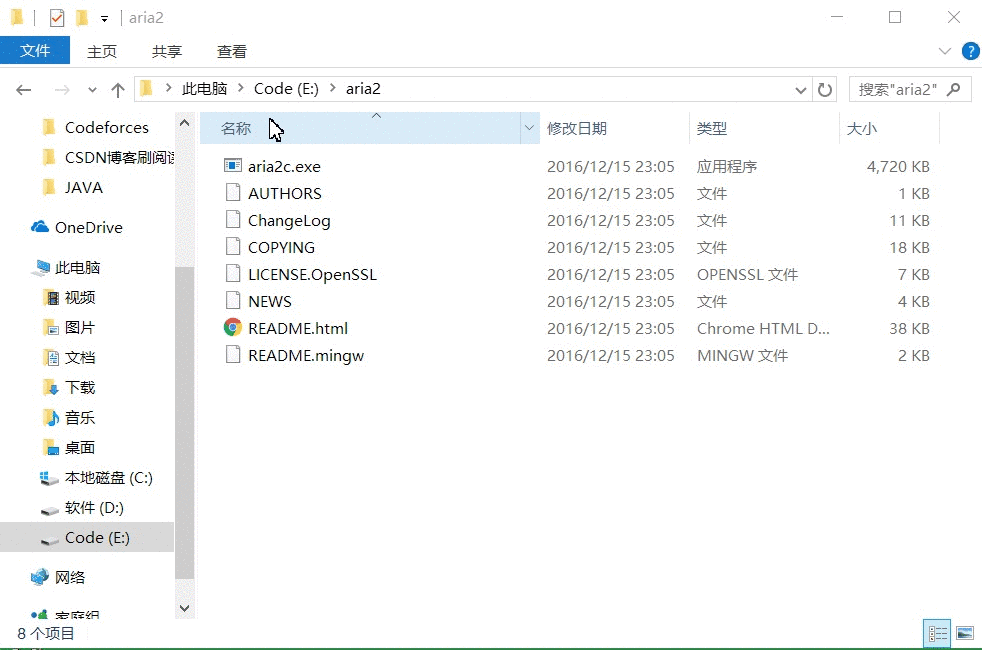 aria2
文件 主页 共享 查看
此电脑 Code (E:) aria2 搜索"aria2"
名称 修改日期 类型 大小
Codeforces
CSDN博客刷阅读
JAVA
OneDrive
此电脑
视频
图片
文档
下载
音乐
桌面
本地磁盘 (C:)
软件 (D:)
Code (E:)
网络
家庭组
aria2c.exe 2016/12/15 23:05 应用程序 4,720 KB
AUTHORS 2016/12/15 23:05 文件 1 KB
ChangeLog 2016/12/15 23:05 文件 11 KB
COPYING 2016/12/15 23:05 文件 18 KB
LICENSE.OpenSSL 2016/12/15 23:05 OPENSSL 文件 7 KB
NEWS 2016/12/15 23:05 文件 4 KB
README.html 2016/12/15 23:05 Chrome HTML D... 38 KB
README.mingw 2016/12/15 23:05 MINGW 文件 2 KB
8 个项目